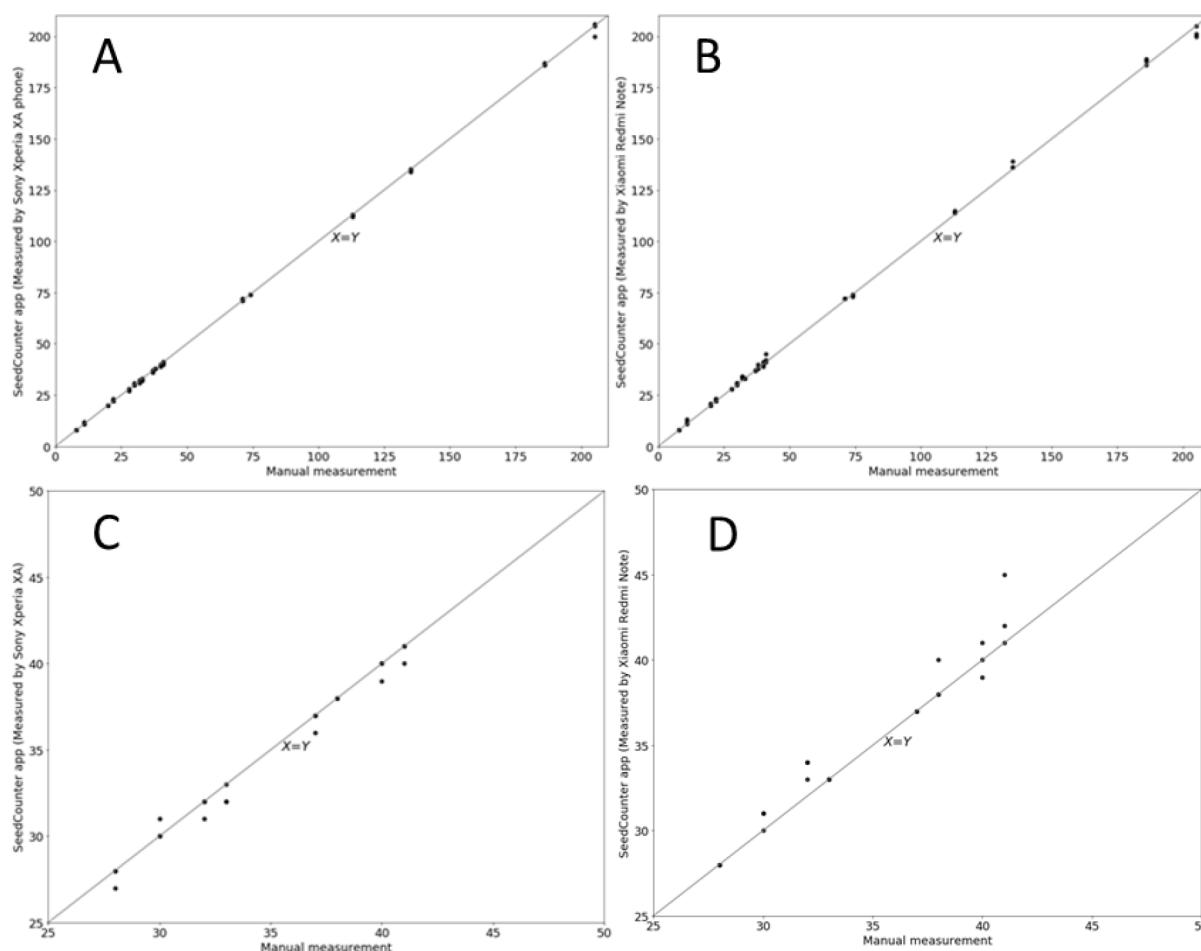 A
SeedCounter app (Measured by Sony Xperia XA phone)
200
175
150
125
100
75
50
25
0
X=Y
0 25 50 75 100 125 150 175 200
Manual measurement
B
SeedCounter app (Measured by Xiaomi Redmi Note)
200
175
150
125
100
75
50
25
0
X=Y
0 25 50 75 100 125 150 175 200
Manual measurement
C
SeedCounter app (Measured by Sony Xperia XA)
50
45
40
35
30
25
X=Y
25 30 35 40 45 50
Manual measurement
D
SeedCounter app (Measured by Xiaomi Redmi Note)
50
45
40
35
30
25
X=Y
25 30 35 40 45 50
Manual measurement